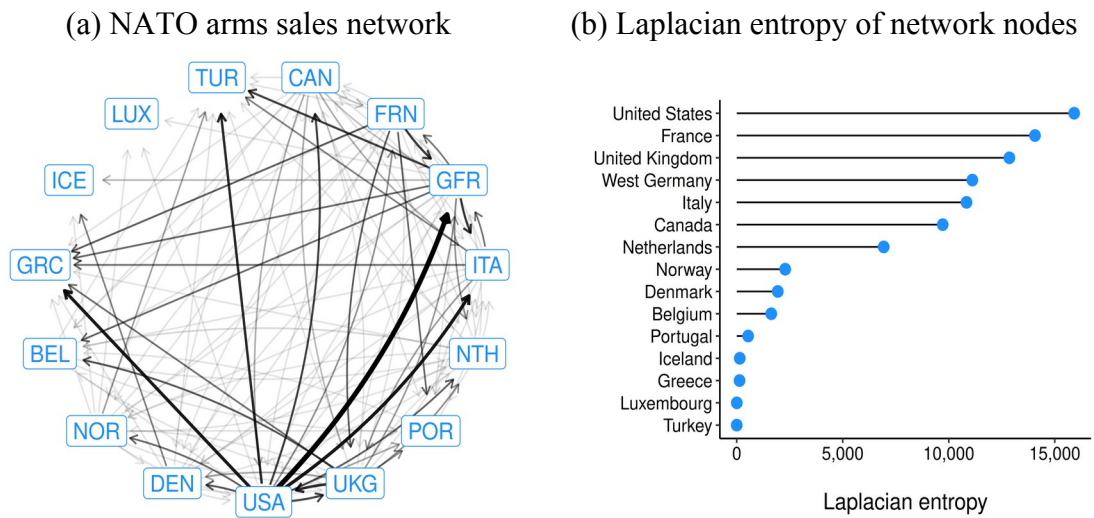 (a) NATO arms sales network
TUR
CAN
LUX
FRN
ICE
GFR
GRC
ITA
BEL
NTH
NOR
POR
DEN
UKG
USA
(b) Laplacian entropy of network nodes
United States
France
United Kingdom
West Germany
Italy
Canada
Netherlands
Norway
Denmark
Belgium
Portugal
Iceland
Greece
Luxembourg
Turkey
0 5,000 10,000 15,000
Laplacian entropy